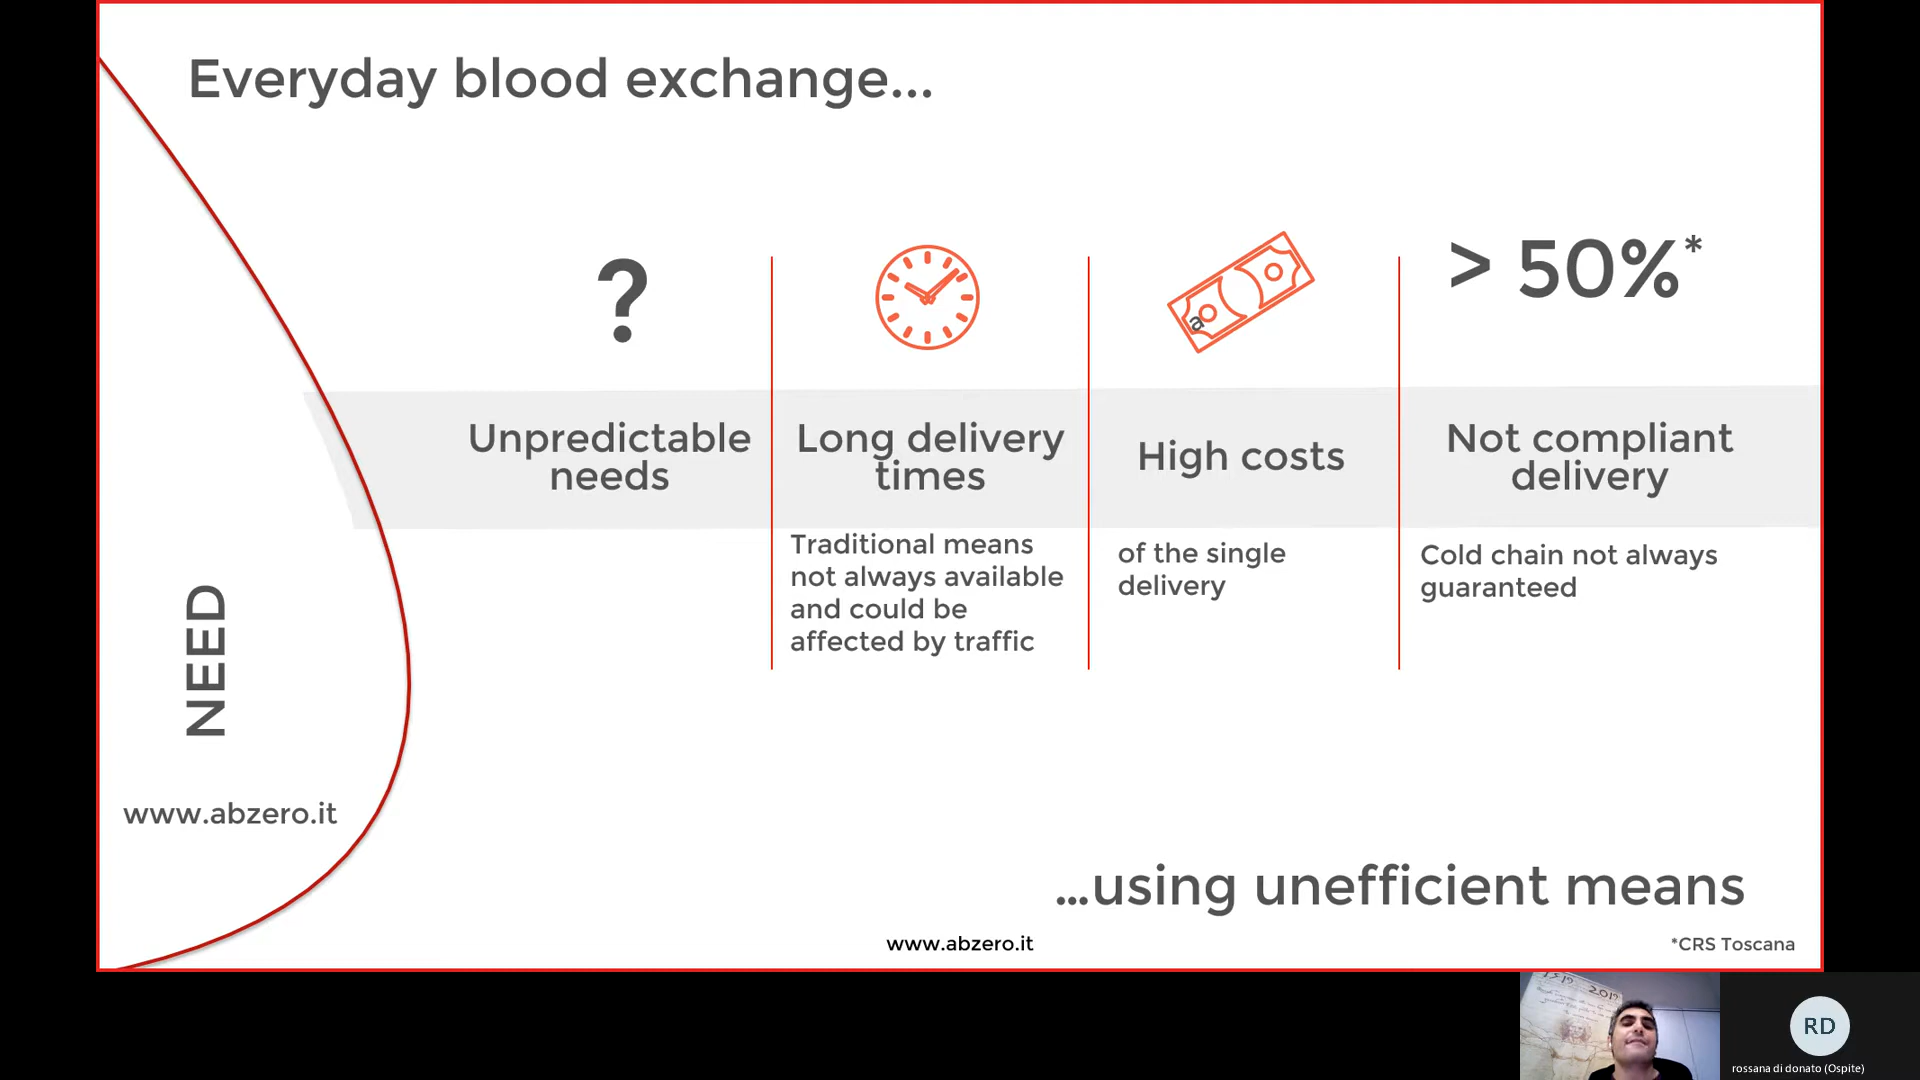 Everyday blood exchange...
?
> 50%*
a
Unpredictable
needs
Long delivery
times
High costs
Not compliant
delivery
Traditional means
not always available
and could be
affected by traffic
of the single
delivery
Cold chain not always
guaranteed
NEED
www.abzero.it
...using unefficient means
www.abzero.it
*CRS Toscana
1519 2019
RD
rossana di donato (Ospite)